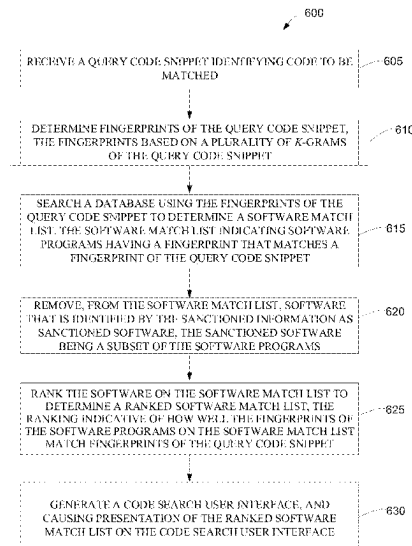 600
RECEIVE A QUERY CODE SNIPPET IDENTIFYING CODE TO BE
MATCHED
605
DETERMINE FINGERPRINTS OF THE QUERY CODE SNIPPET,
THE FINGERPRINTS BASED ON A PLURALITY OF K-GRAMS
OF THE QUERY CODE SNIPPET
610
SEARCH A DATABASE USING THE FINGERPRINTS OF THE
QUERY CODE SNIPPET TO DETERMINE A SOFTWARE MATCH
LIST, THE SOFTWARE MATCH LIST INDICATING SOFTWARE
PROGRAMS HAVING A FINGERPRINT THAT MATCHES A
FINGERPRINT OF THE QUERY CODE SNIPPET
615
REMOVE, FROM THE SOFTWARE MATCH LIST, SOFTWARE
THAT IS IDENTIFIED BY THE SANCTIONED INFORMATION AS
SANCTIONED SOFTWARE, THE SANCTIONED SOFTWARE
BEING A SUBSET OF THE SOFTWARE PROGRAMS
620
RANK THE SOFTWARE ON THE SOFTWARE MATCH LIST TO
DETERMINE A RANKED SOFTWARE MATCH LIST, THE
RANKING INDICATIVE OF HOW WELL THE FINGERPRINTS OF
THE SOFTWARE PROGRAMS ON THE SOFTWARE MATCH LIST
MATCH FINGERPRINTS OF THE QUERY CODE SNIPPET
625
GENERATE A CODE SEARCH USER INTERFACE, AND
CAUSING PRESENTATION OF THE RANKED SOFTWARE
MATCH LIST ON THE CODE SEARCH USER INTERFACE
630